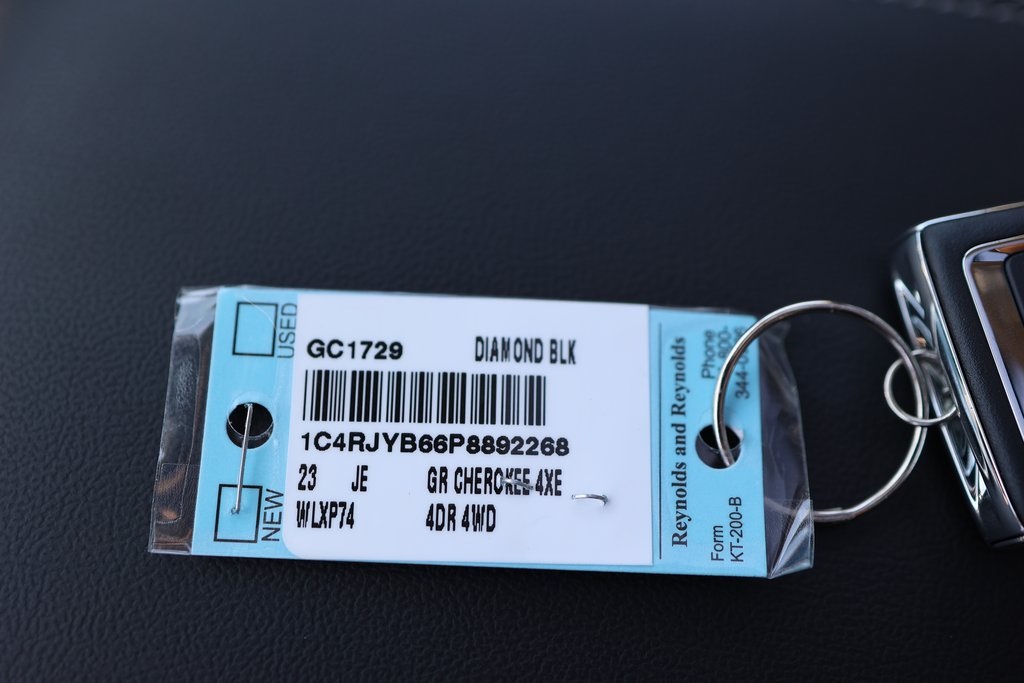 USED
NEW
GC1729 DIAMOND BLK
1C4RJYB66P8892268
23 JE GR CHEROKEE 4XE
WLXP74 4DR 4WD
Reynolds and Reynolds
Phone
Form
KT-200-B